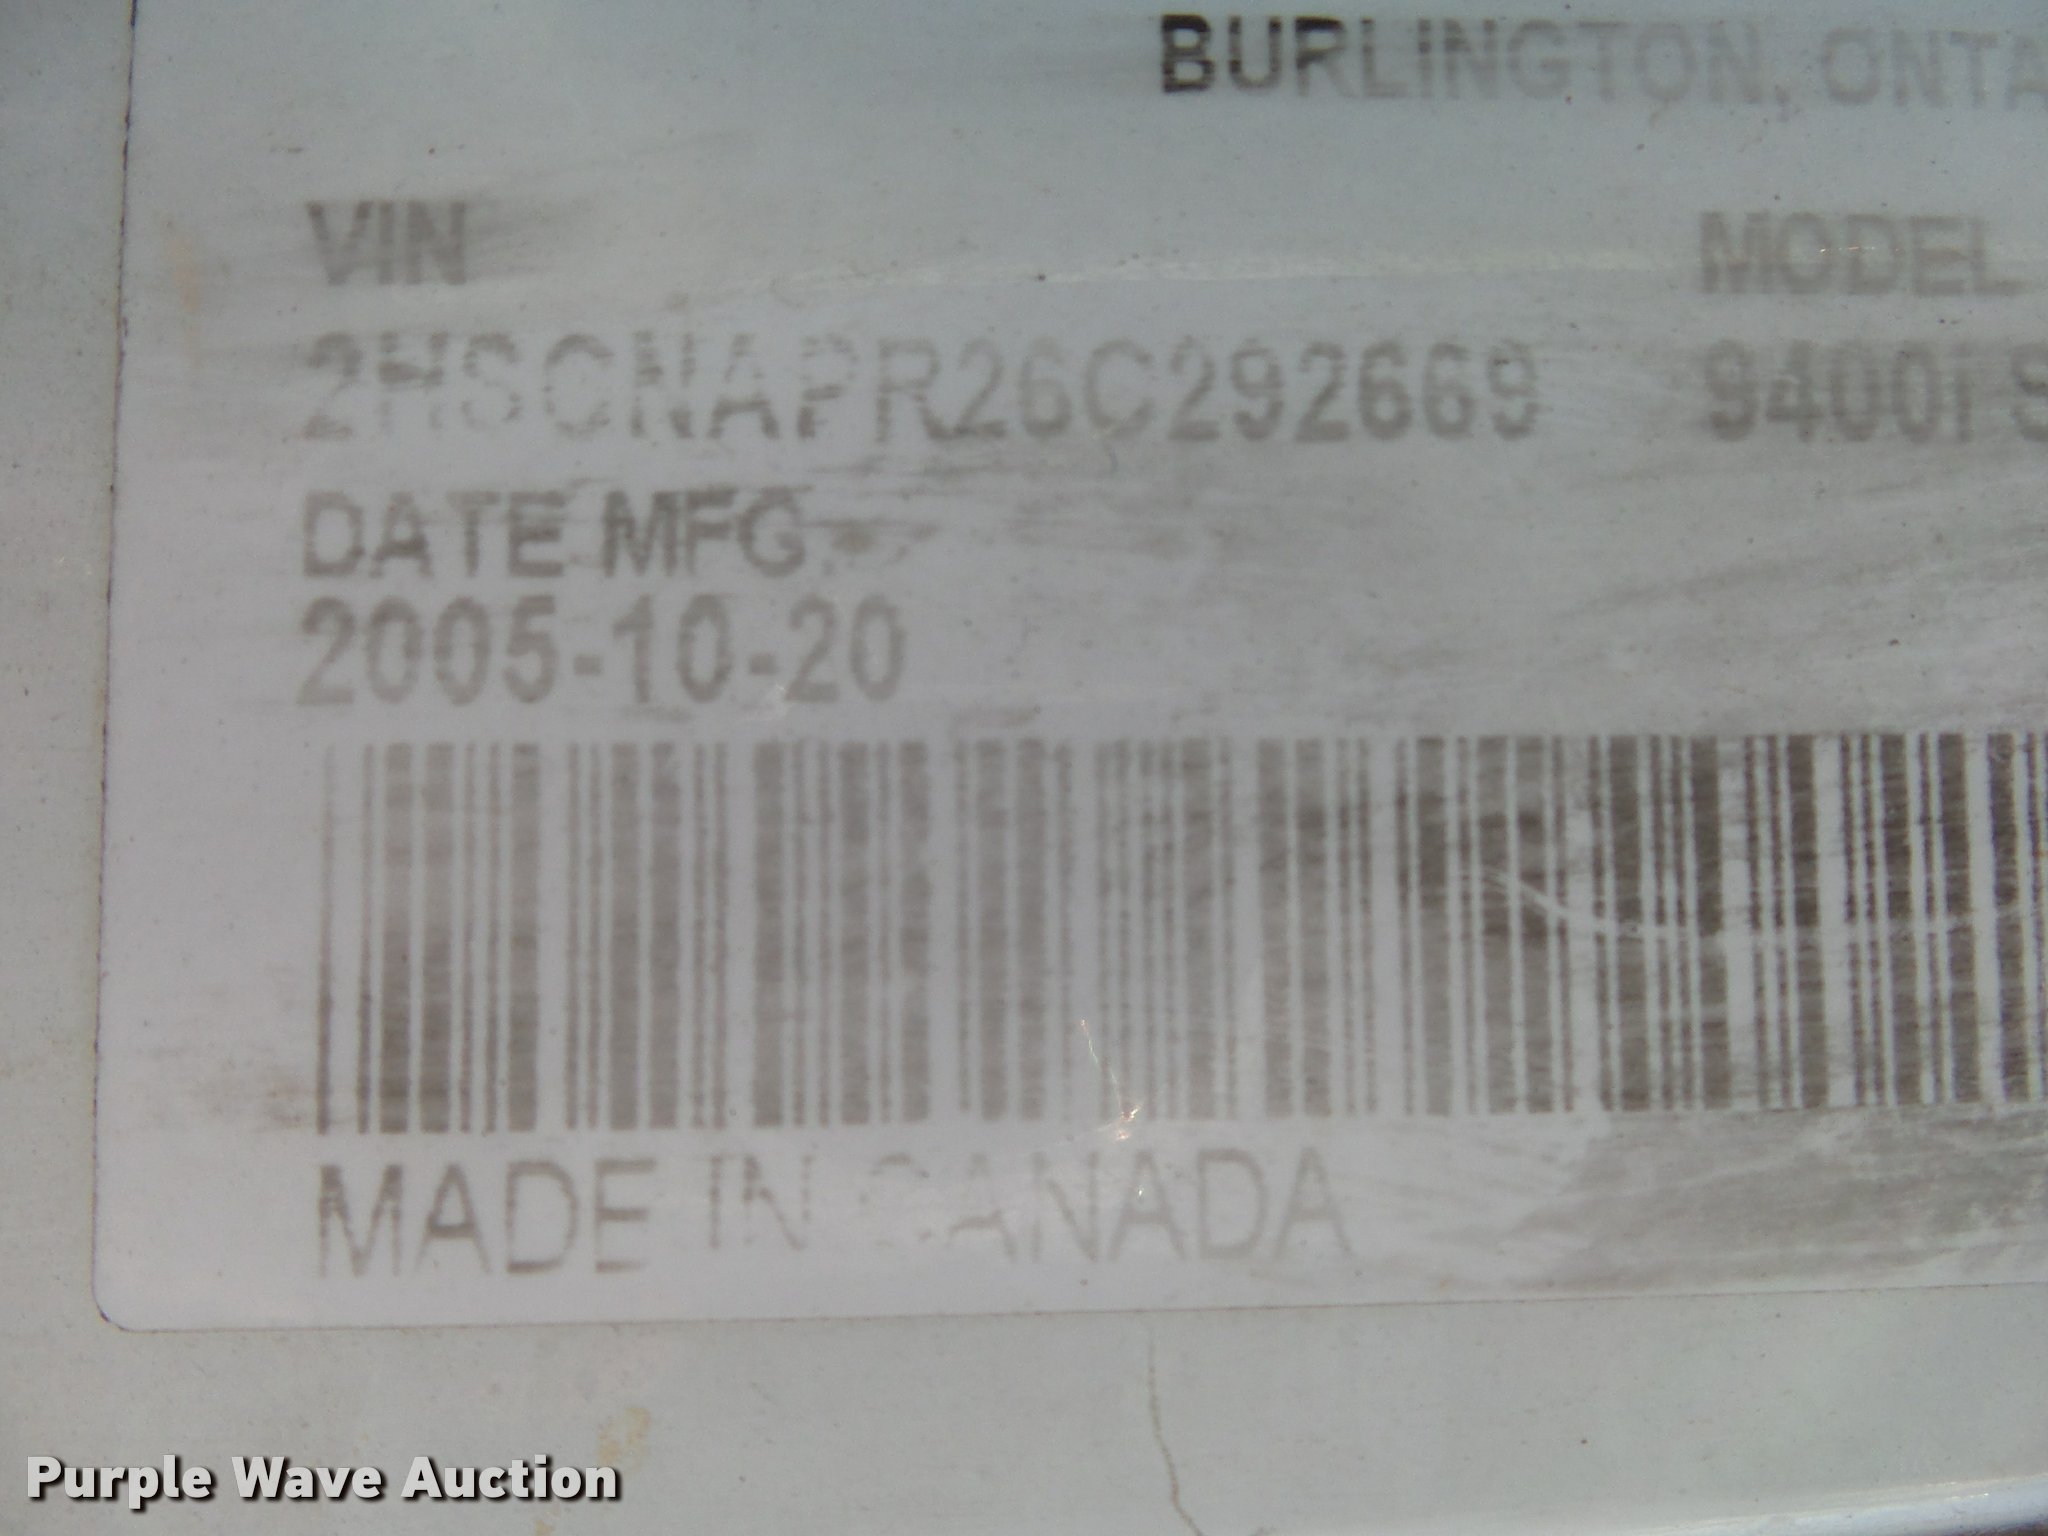 BURLINGTON, ONTA
VIN
MODEL
2HSCNAPR26C292669
9400i S
DATE MFG.
2005-10-20
MADE IN CANADA
Purple Wave Auction